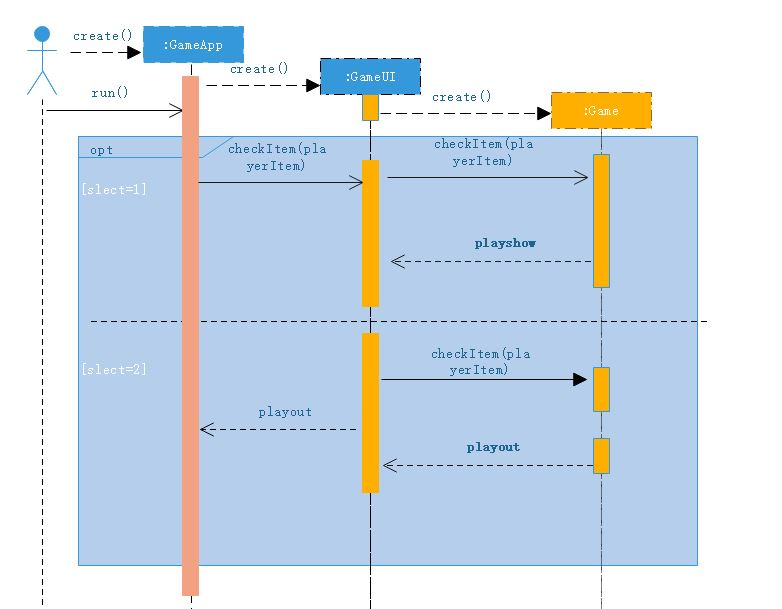 create()
:GameApp
create()
:GameUI
run()
create()
:Game
opt
checkItem(pla
yerItem)
checkItem(pla
yerItem)
[slect=1]
playshow
[slect=2]
checkItem(pla
yerItem)
playout
playout